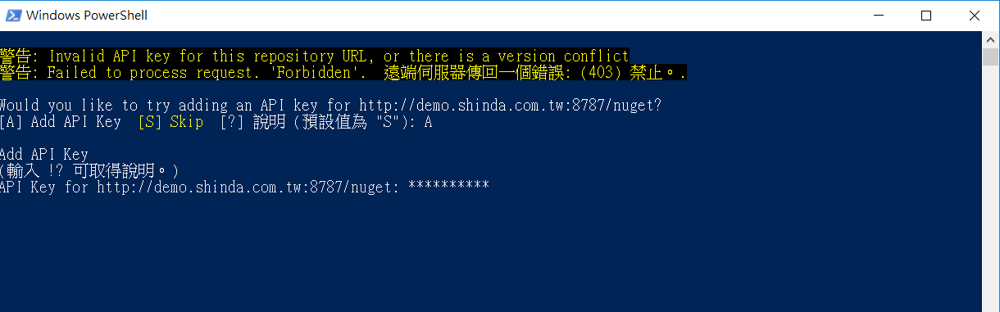 Windows PowerShell
警告: Invalid API key for this repository URL, or there is a version conflict
警告: Failed to process request. 'Forbidden'.  遠端伺服器傳回一個錯誤: (403) 禁止。.
Would you like to try adding an API key for http://demo.shinda.com.tw:8787/nuget?
[A] Add API Key  [S] Skip  [?] 說明 (預設值為 "S"): A
Add API Key
(輸入 !? 可取得說明。)
API Key for http://demo.shinda.com.tw:8787/nuget: **********